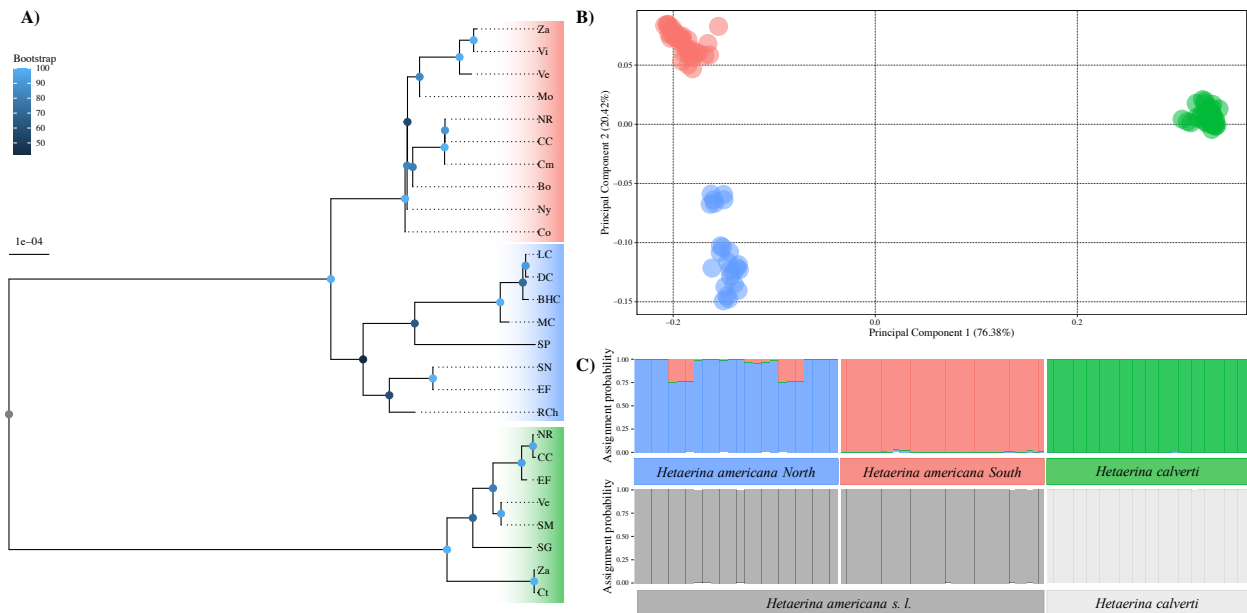 A)
Bootstrap
100
90
80
70
60
50
1e−04
Za
Vi
Ve
Mo
NR
CC
Cm
Bo
Ny
Co
LC
DC
BHC
MC
SP
SN
EF
RCh
NR
CC
EF
Ve
SM
SG
Za
Ct
B)
Principal Component 2 (20.42%)
0.05
0.00
−0.05
−0.10
−0.15
−0.2
0.0
0.2
Principal Component 1 (76.38%)
C)
Assignment probability
1.00
0.75
0.50
0.25
0.00
Hetaerina americana North
Hetaerina americana South
Hetaerina calverti
Assignment probability
1.00
0.75
0.50
0.25
0.00
Hetaerina americana s. l.
Hetaerina calverti